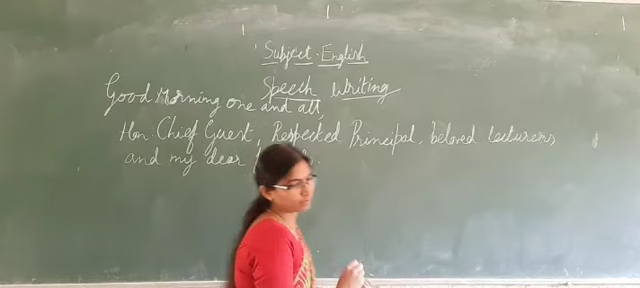 Subject-English
Speech Writing
Good Morning one and all,
Hon. Chief Guest, Respected Principal, beloved lecturers
and my dear